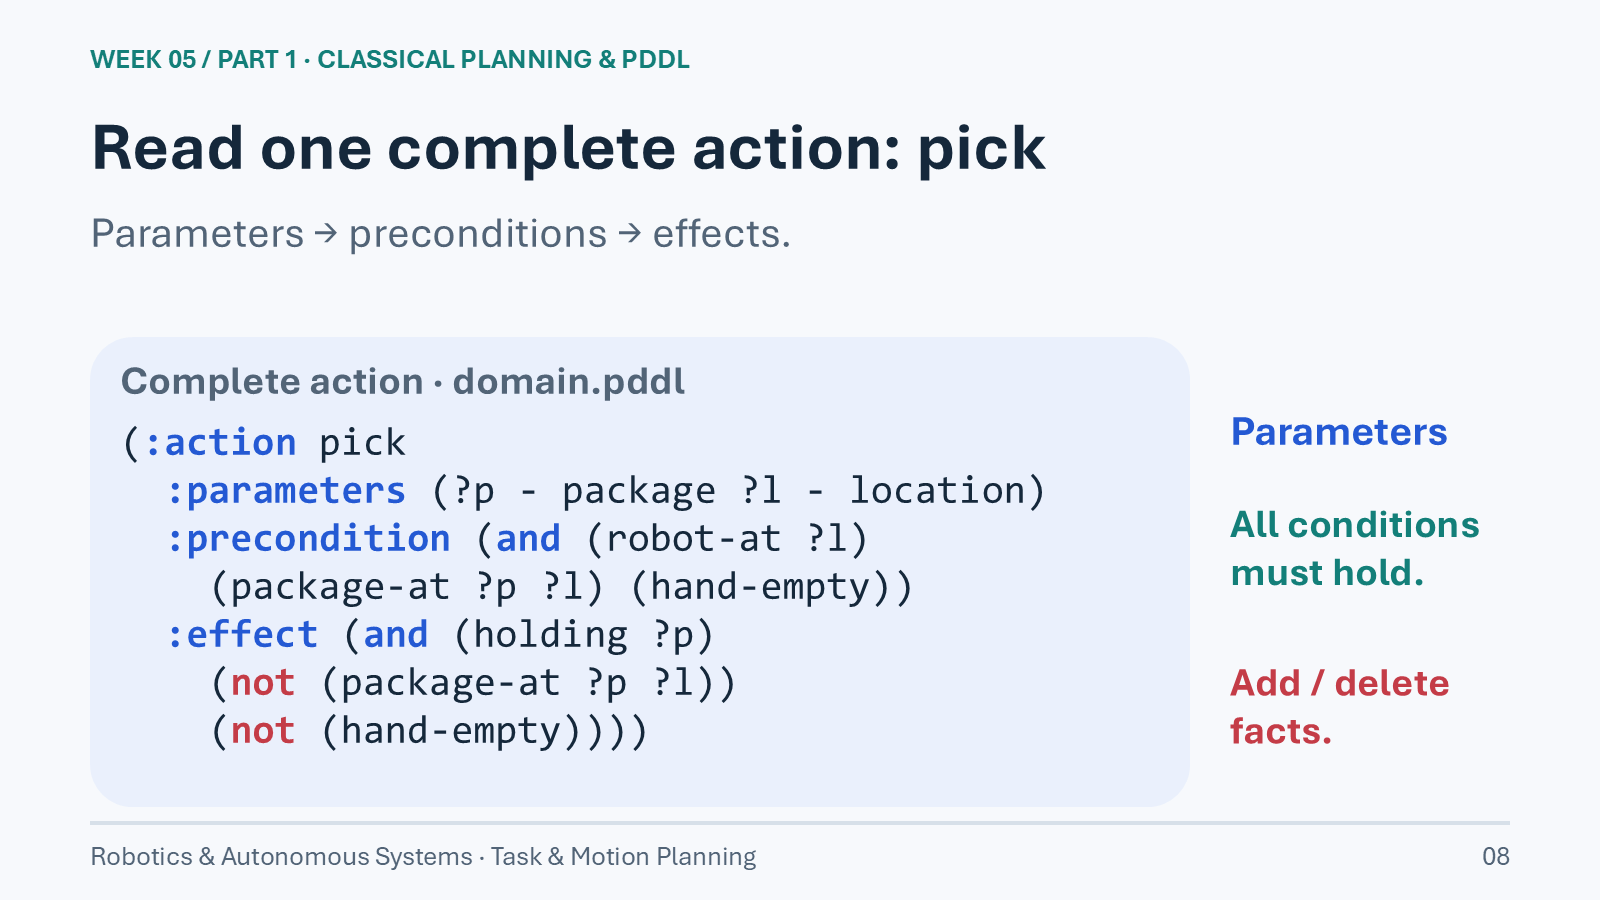 WEEK 05 / PART 1 · CLASSICAL PLANNING & PDDL
Read one complete action: pick
Parameters → preconditions → effects.
Complete action · domain.pddl
(:action pick
  :parameters (?p - package ?l - location)
  :precondition (and (robot-at ?l)
    (package-at ?p ?l) (hand-empty))
  :effect (and (holding ?p)
    (not (package-at ?p ?l))
    (not (hand-empty))))
Parameters
All conditions
must hold.
Add / delete
facts.
Robotics & Autonomous Systems · Task & Motion Planning
08